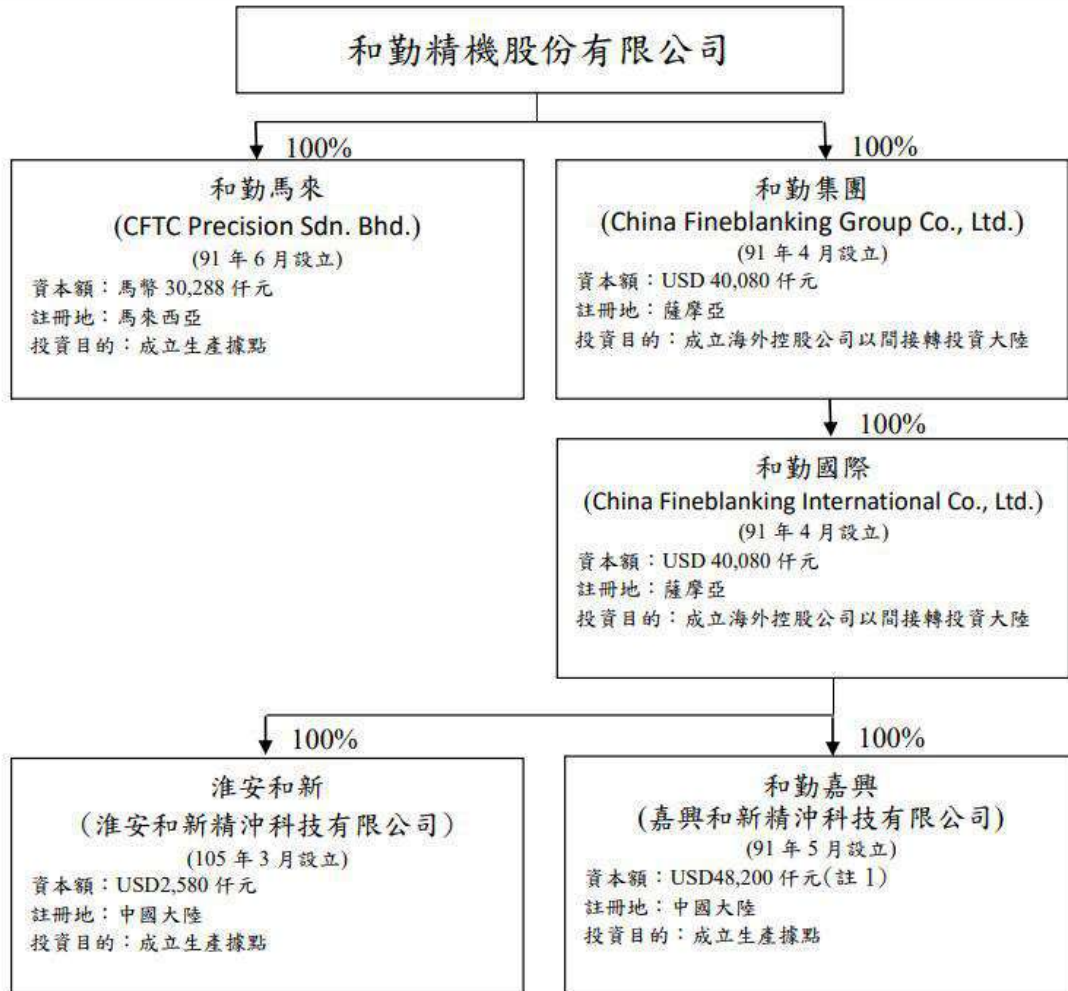 和勤精機股份有限公司
100%
和勤馬來
(CFTC Precision Sdn. Bhd.)
(91 年 6 月設立)
資本額：馬幣 30,288 仟元
註冊地：馬來西亞
投資目的：成立生產據點
100%
和勤集團
(China Fineblanking Group Co., Ltd.)
(91 年 4 月設立)
資本額：USD 40,080 仟元
註冊地：薩摩亞
投資目的：成立海外控股公司以間接轉投資大陸
100%
和勤國際
(China Fineblanking International Co., Ltd.)
(91 年 4 月設立)
資本額：USD 40,080 仟元
註冊地：薩摩亞
投資目的：成立海外控股公司以間接轉投資大陸
100%
淮安和新
（淮安和新精沖科技有限公司）
(105 年 3 月設立)
資本額：USD2,580 仟元
註冊地：中國大陸
投資目的：成立生產據點
100%
和勤嘉興
(嘉興和新精沖科技有限公司)
(91 年 5 月設立)
資本額：USD48,200 仟元(註 1)
註冊地：中國大陸
投資目的：成立生產據點